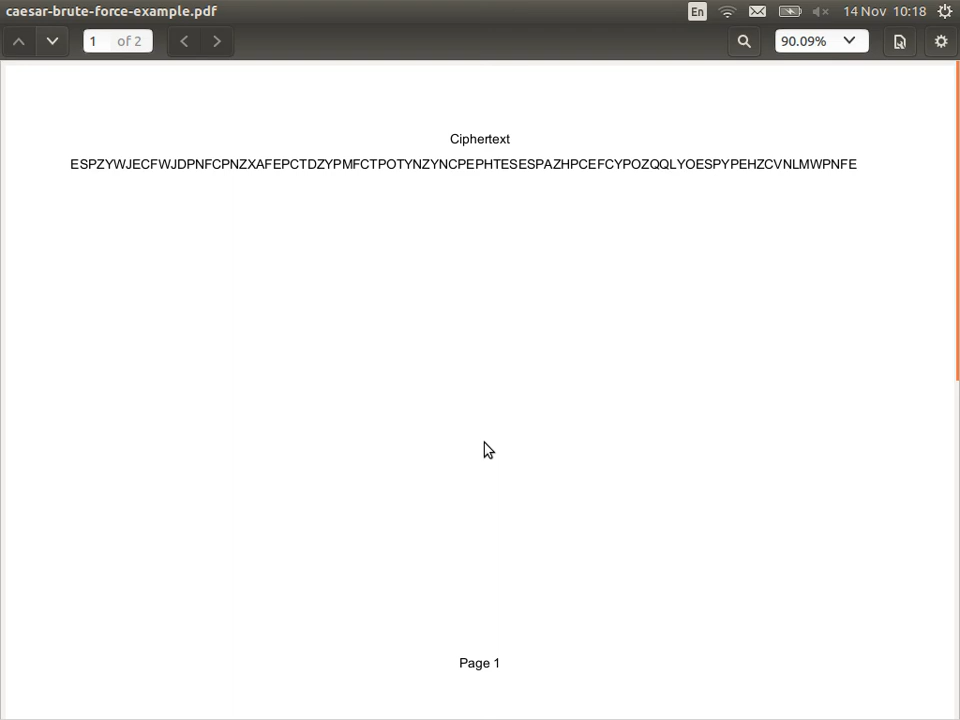 caesar-brute-force-example.pdf
En
14 Nov 10:18
1 of 2
90.09%
Ciphertext
ESPZYWJECFWJDPNFCPNZXAFEPCTDZYPMFCTPOTYNZYNCPEPHTESESPAZHPCEFCYPOZQQLYOESPYPEHZCVNLMWPNFE
Page 1